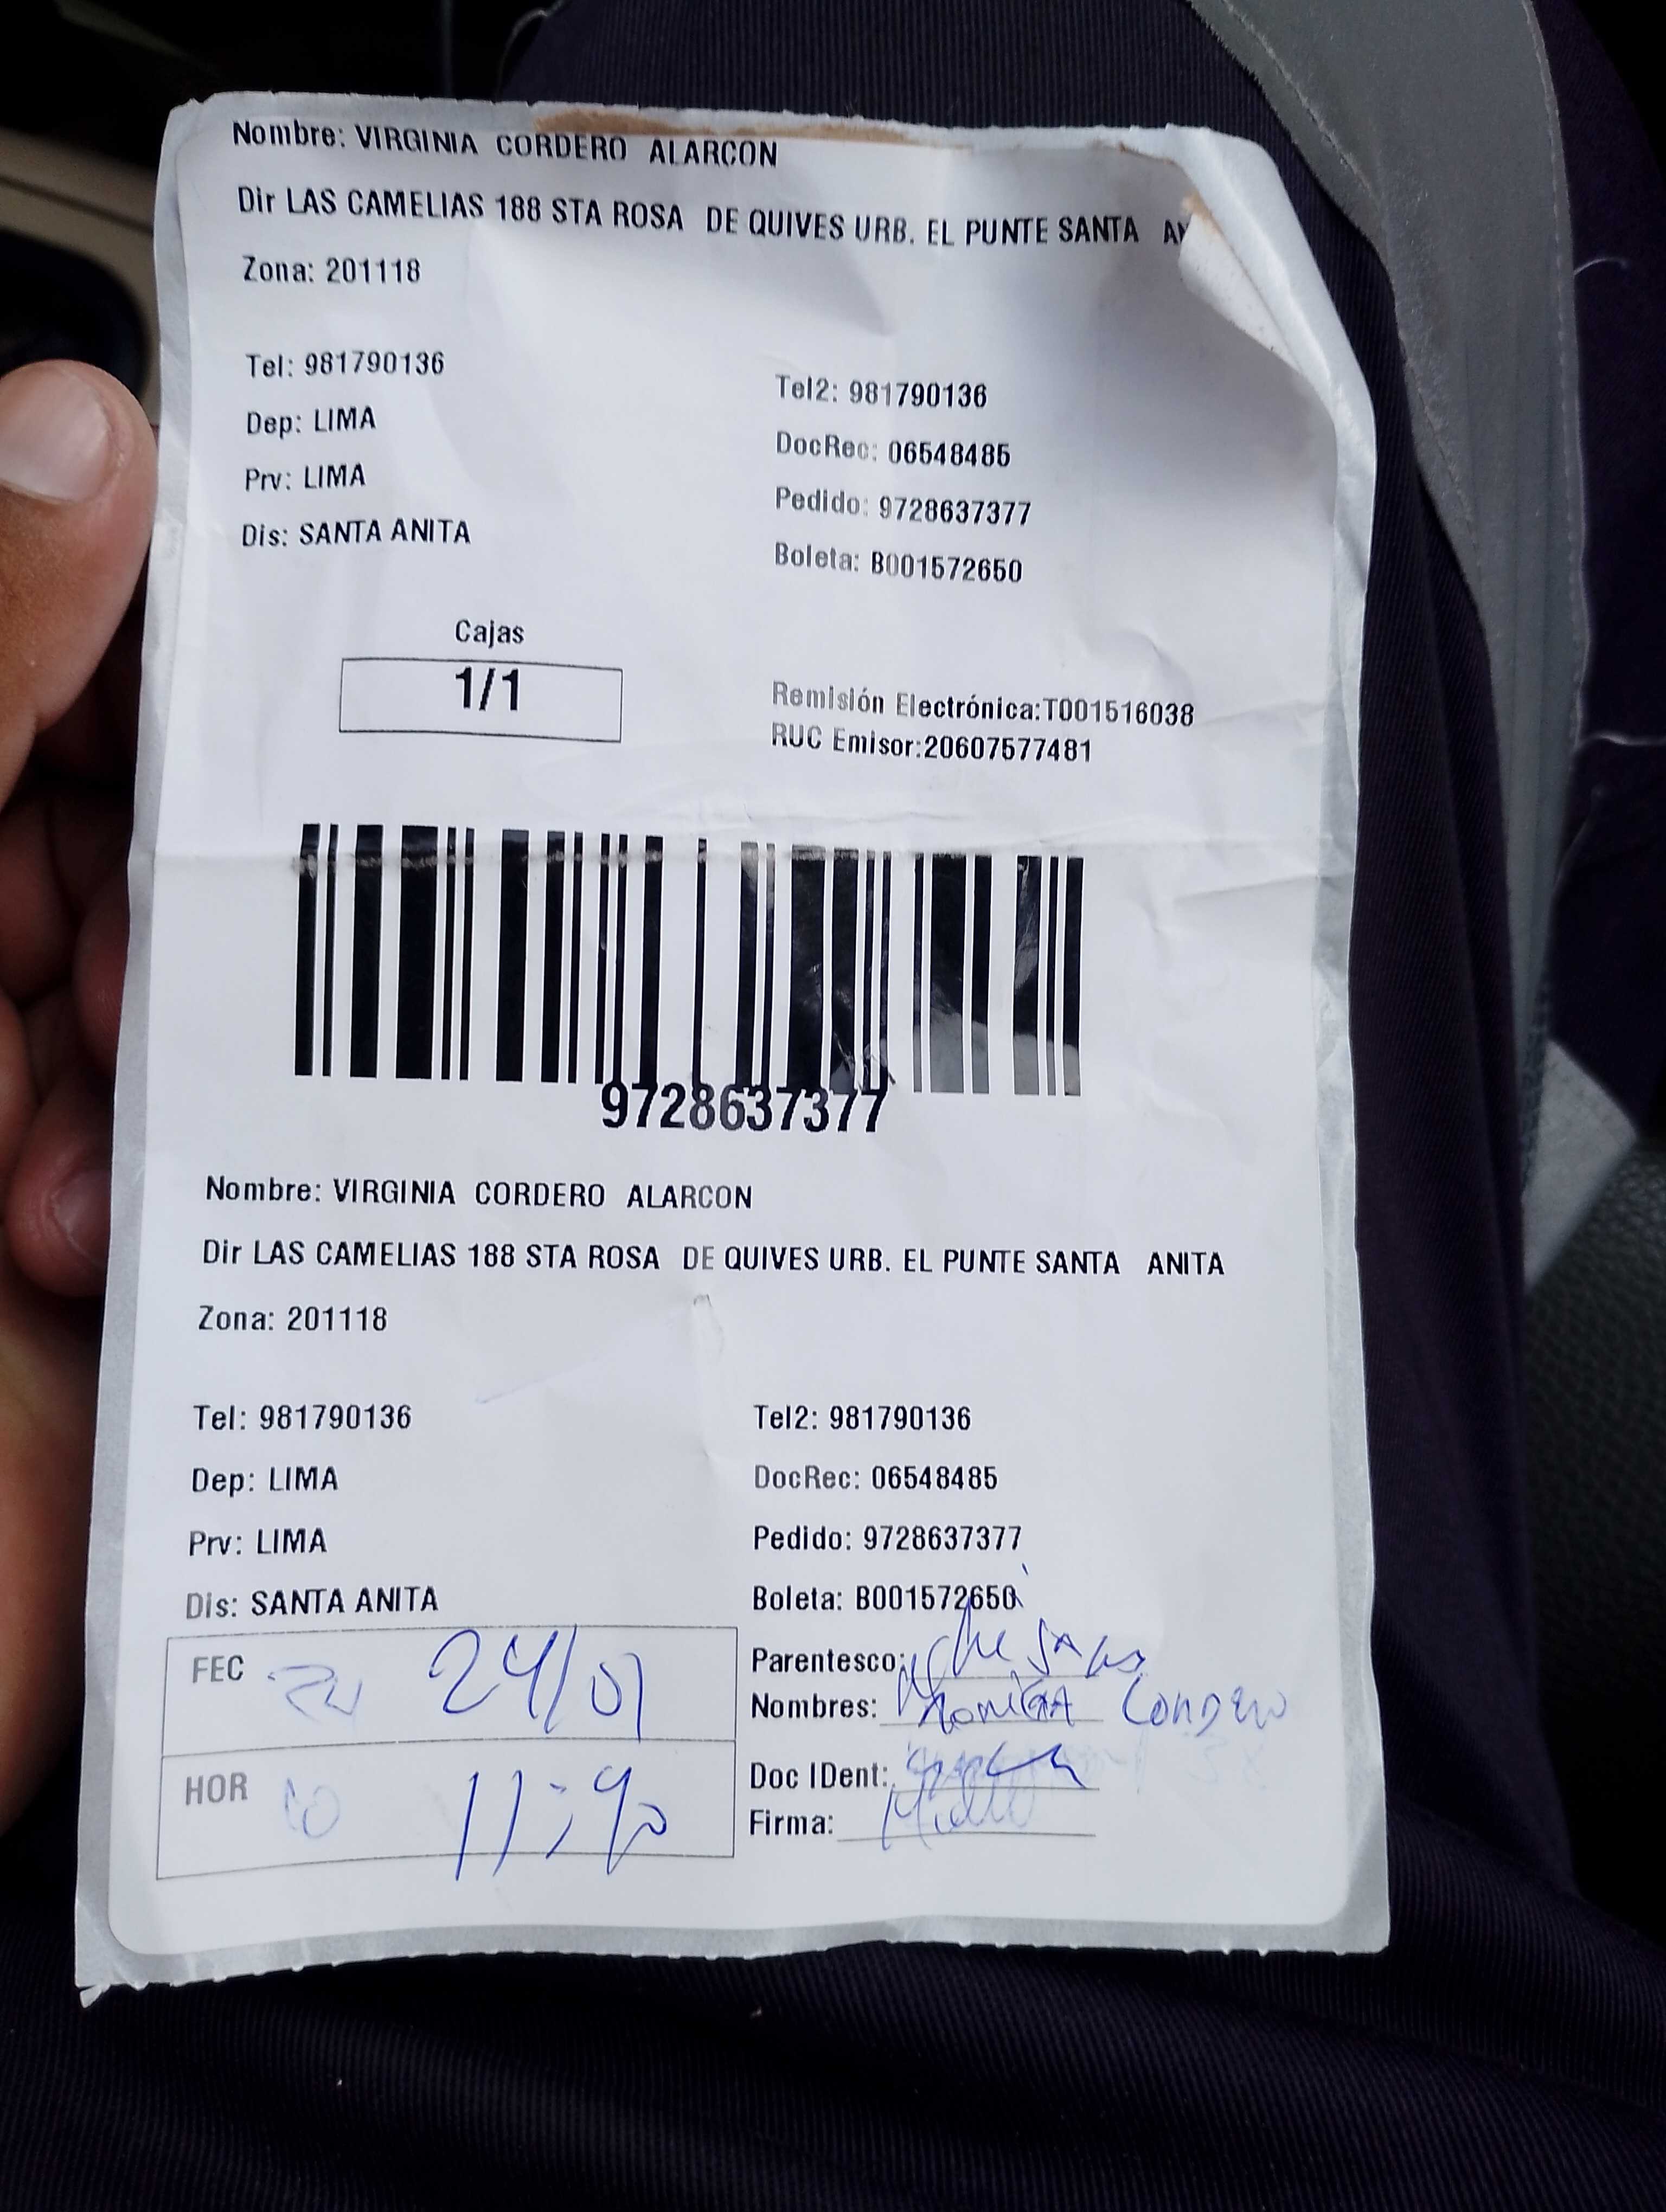 Nombre: VIRGINIA CORDERO ALARCON
Dir LAS CAMELIAS 188 STA ROSA DE QUIVES URB. EL PUNTE SANTA
Zona: 201118
Tel: 981790136
Tel2: 981790136
Dep: LIMA
DocRec: 06548485
Prv: LIMA
Pedido: 9728637377
Dis: SANTA ANITA
Boleta: B001572650
Cajas
1/1
Remisión Electrónica:T001516038
RUC Emisor:20607577481
9728637377
Nombre: VIRGINIA CORDERO ALARCON
Dir LAS CAMELIAS 188 STA ROSA DE QUIVES URB. EL PUNTE SANTA ANITA
Zona: 201118
Tel: 981790136
Tel2: 981790136
Dep: LIMA
DocRec: 06548485
Prv: LIMA
Pedido: 9728637377
Dis: SANTA ANITA
Boleta: B001572650
FEC 24/01
Parentesco:
Nombres:
HOR
Doc IDent:
Firma: